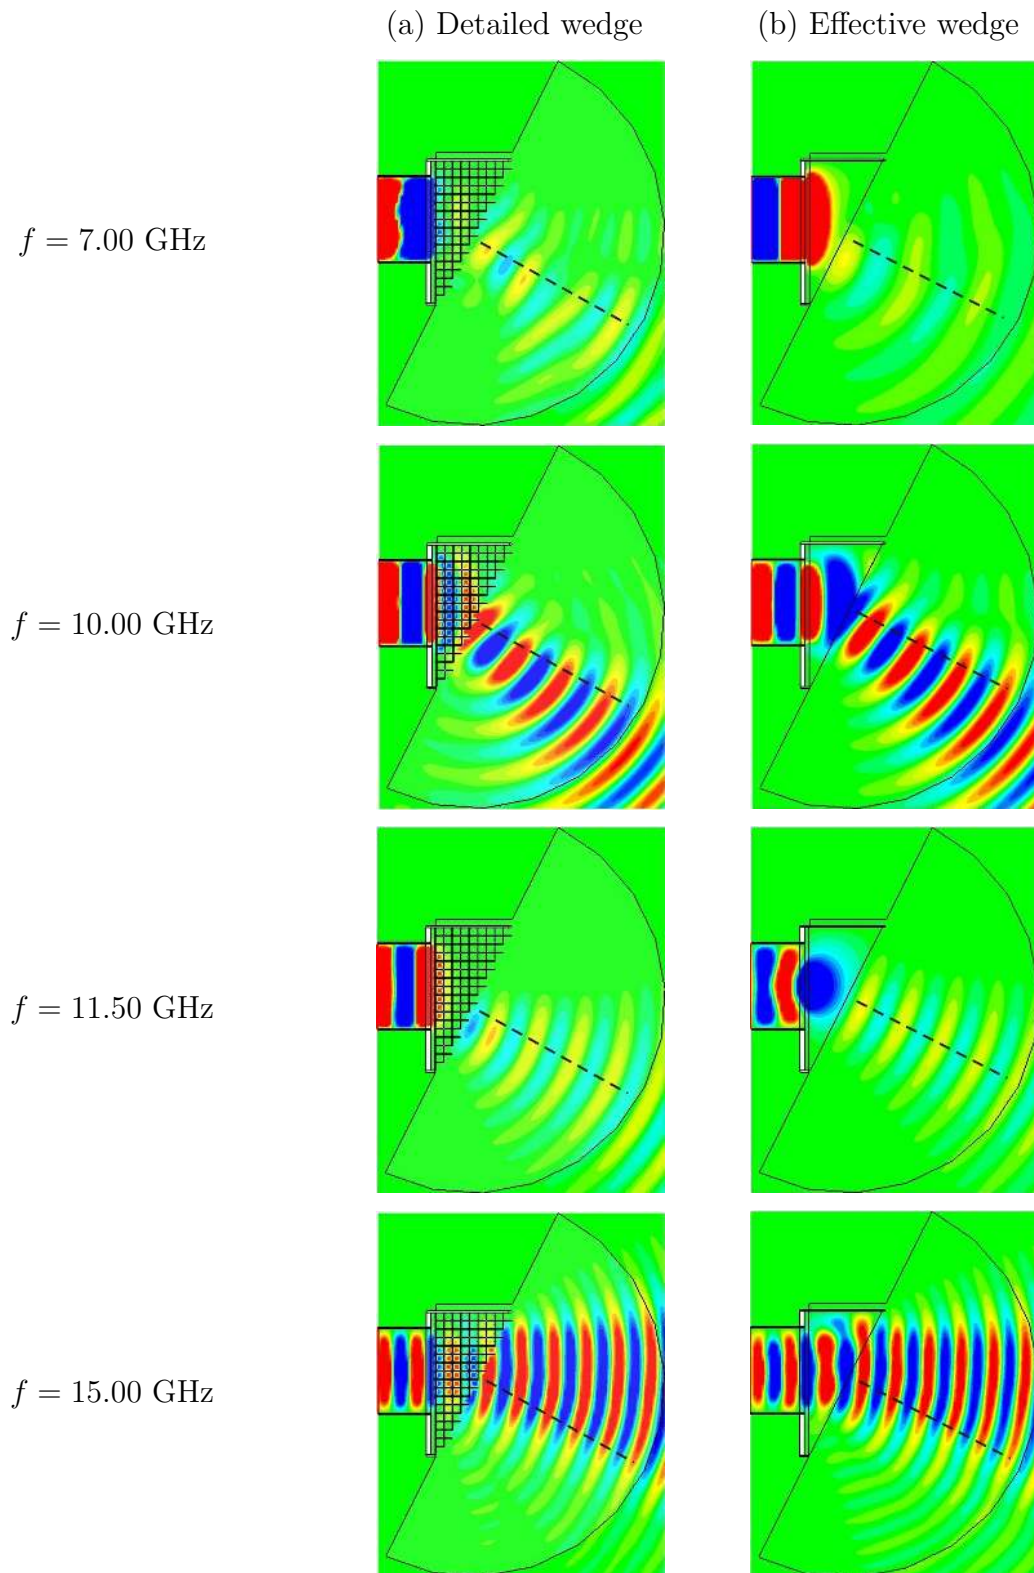 (a) Detailed wedge
(b) Effective wedge
f = 7.00 GHz
f = 10.00 GHz
f = 11.50 GHz
f = 15.00 GHz